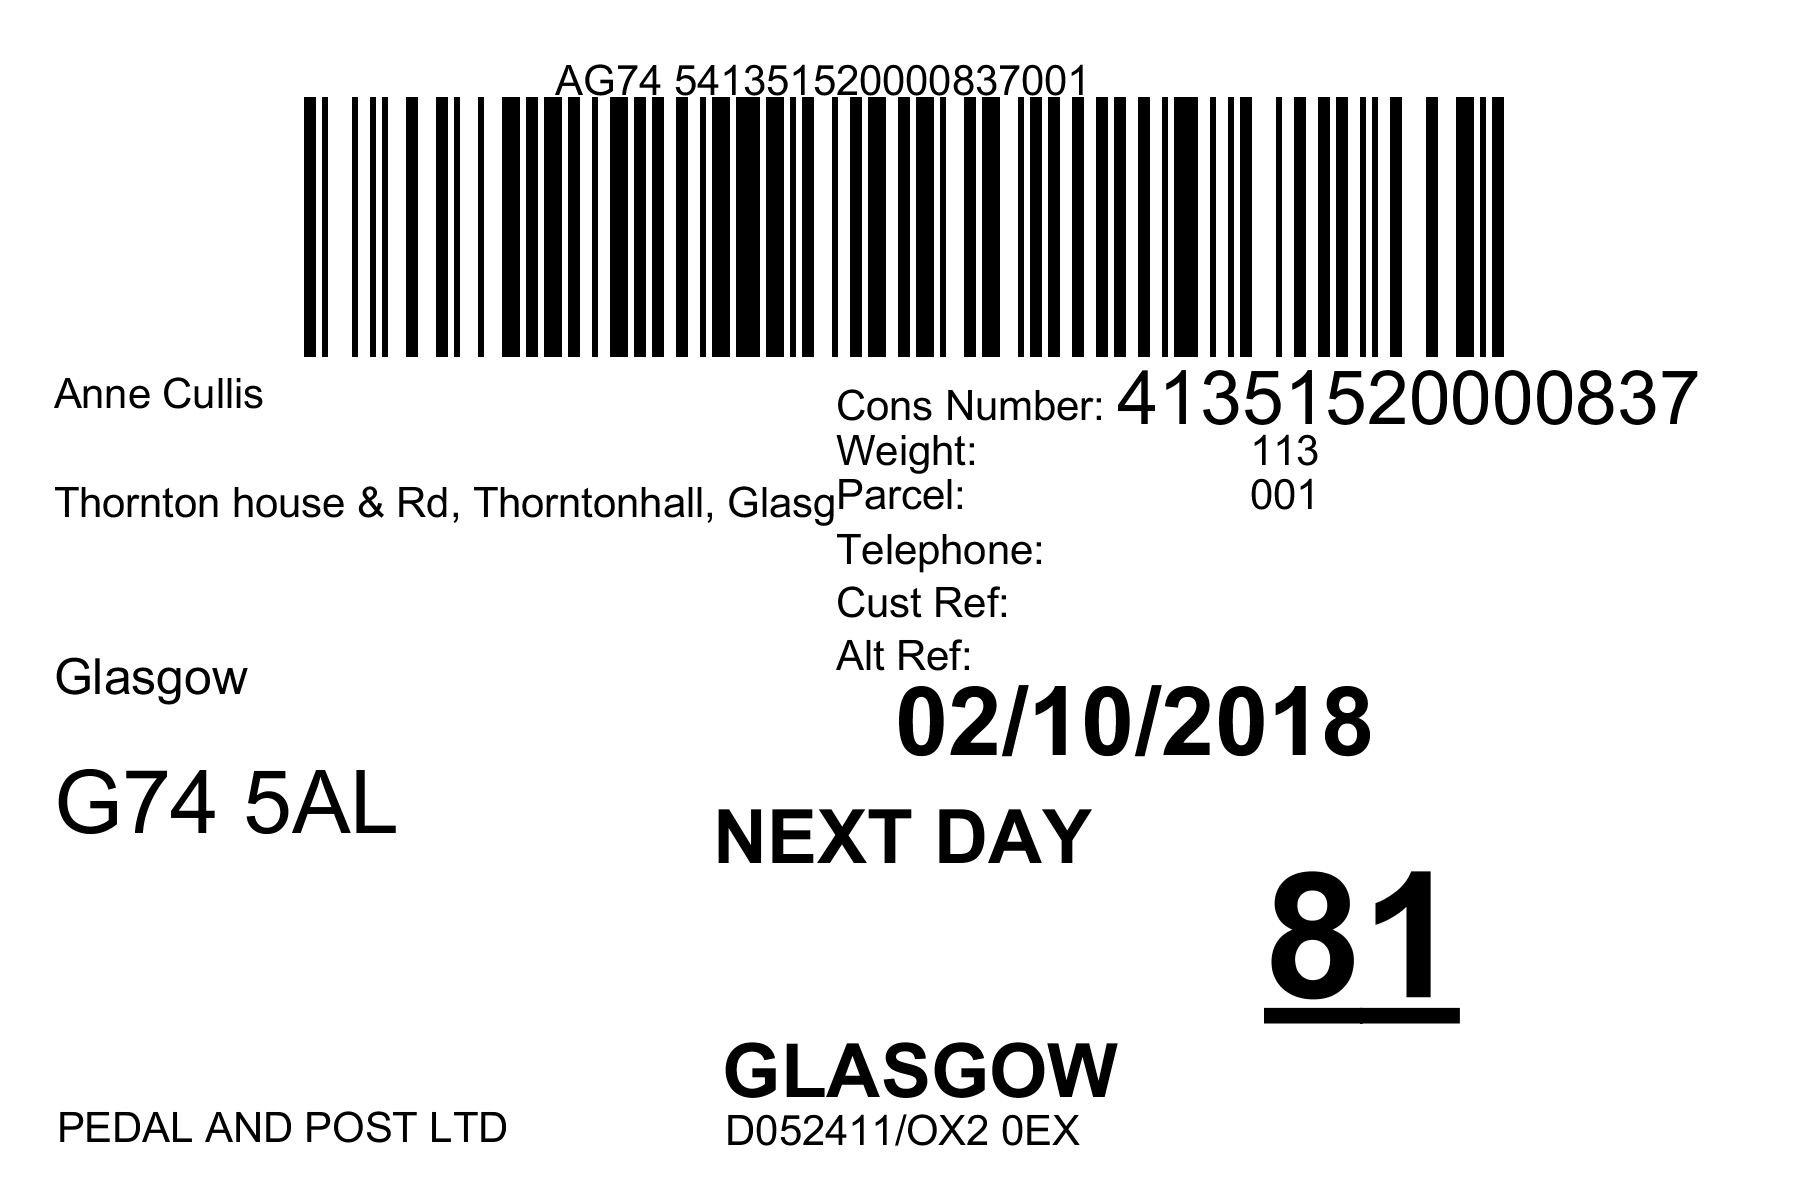 AG74 541351520000837001
Anne Cullis
Cons Number: 41351520000837
Weight: 113
Thornton house & Rd, Thorntonhall, Glasg
Parcel: 001
Telephone:
Cust Ref:
Alt Ref:
Glasgow
02/10/2018
G74 5AL
NEXT DAY
81
GLASGOW
PEDAL AND POST LTD
D052411/OX2 0EX